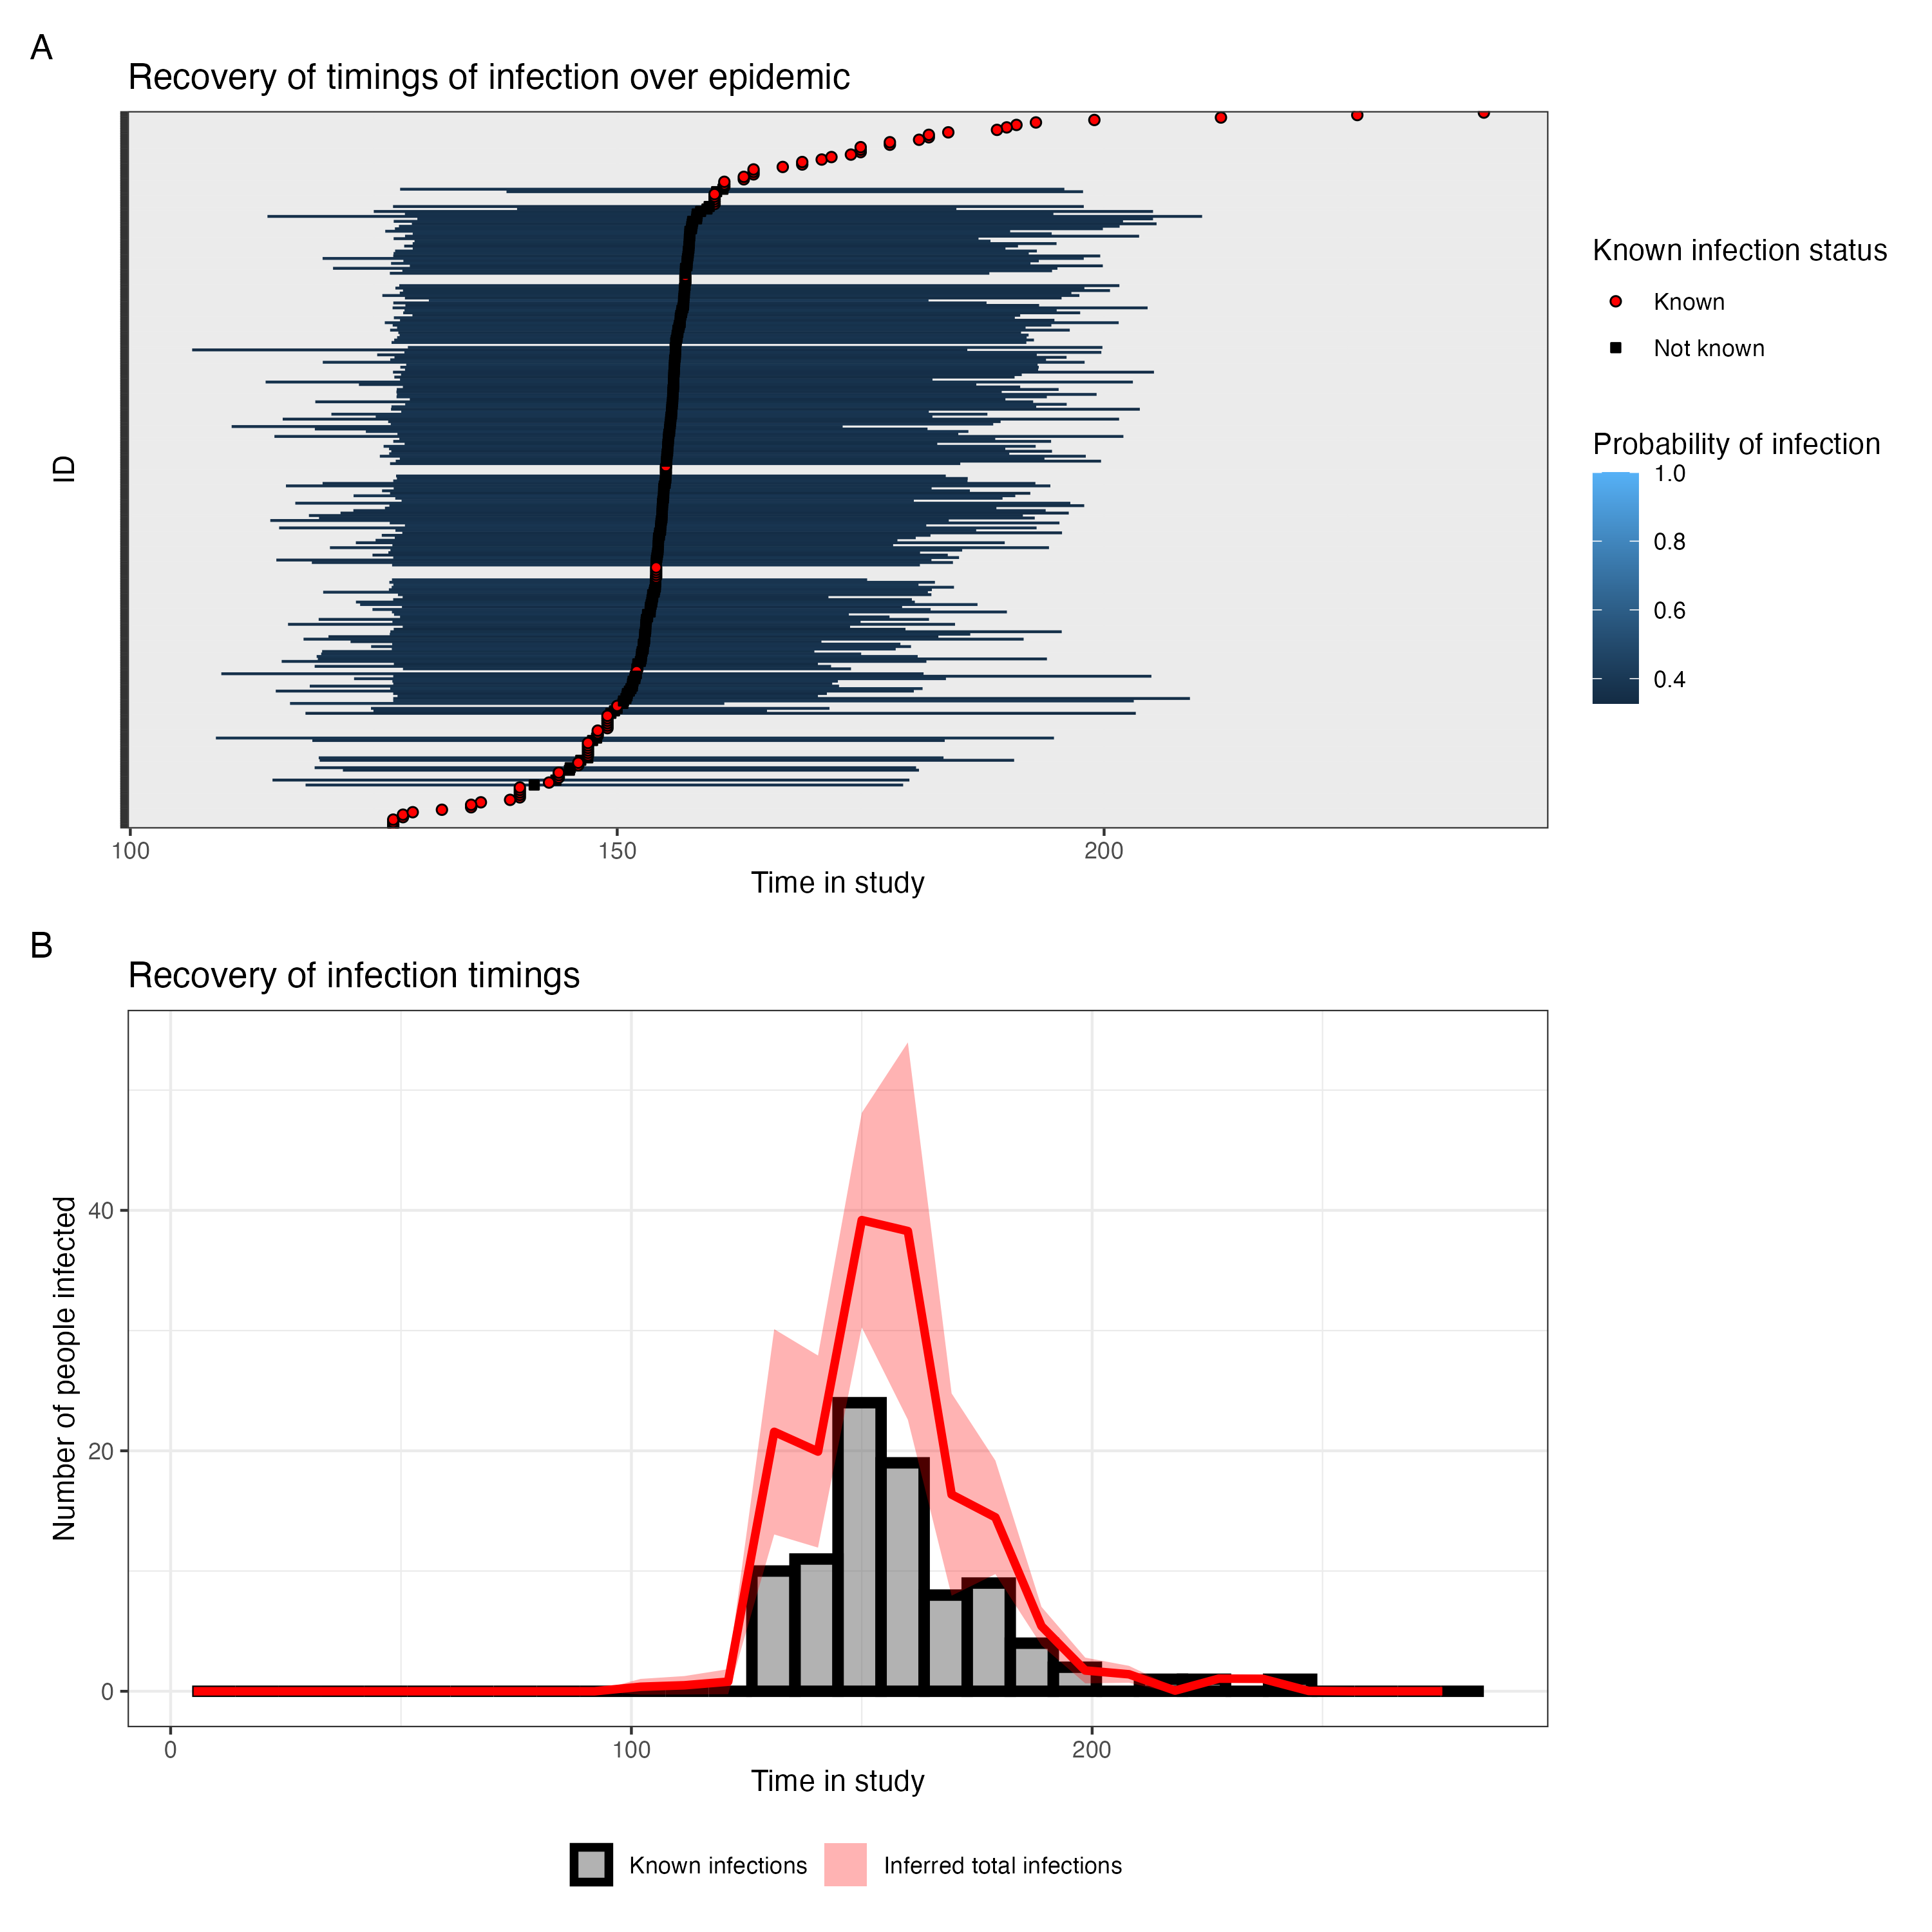 A
Recovery of timings of infection over epidemic
ID
100
150
200
Time in study
Known infection status
Known
Not known
Probability of infection
1.0
0.8
0.6
0.4
B
Recovery of infection timings
Number of people infected
40
20
0
0
100
200
Time in study
Known infections
Inferred total infections